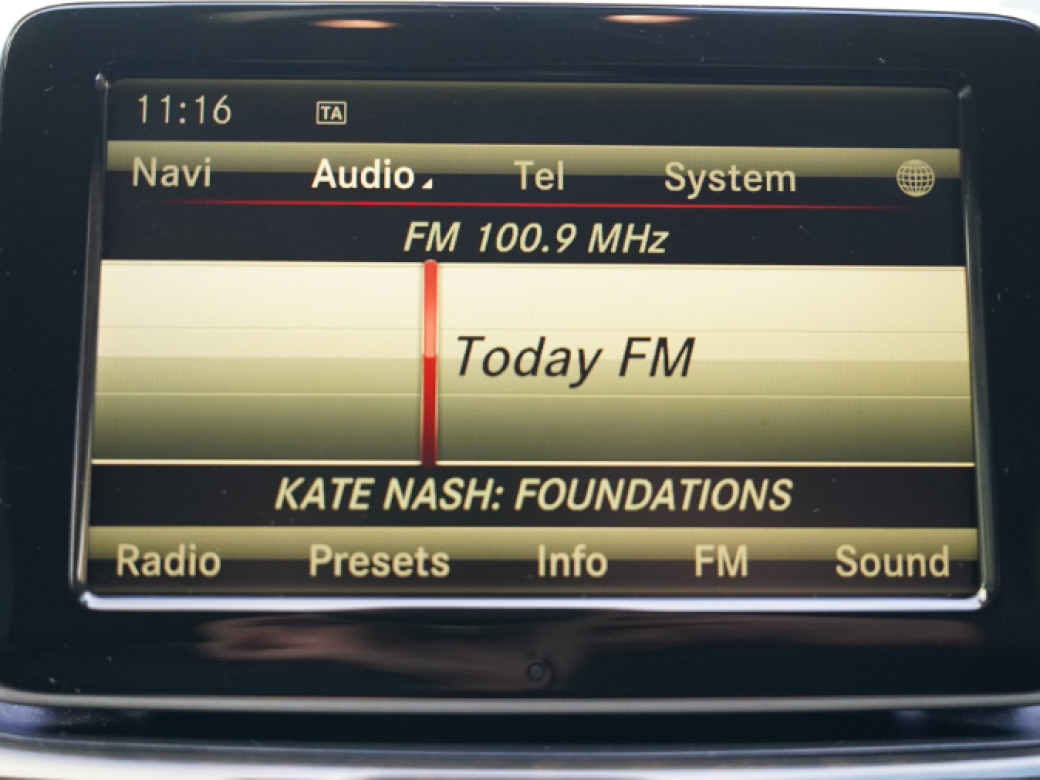 11:16 TA
Navi Audio Tel System
FM 100.9 MHz
Today FM
KATE NASH: FOUNDATIONS
Radio Presets Info FM Sound